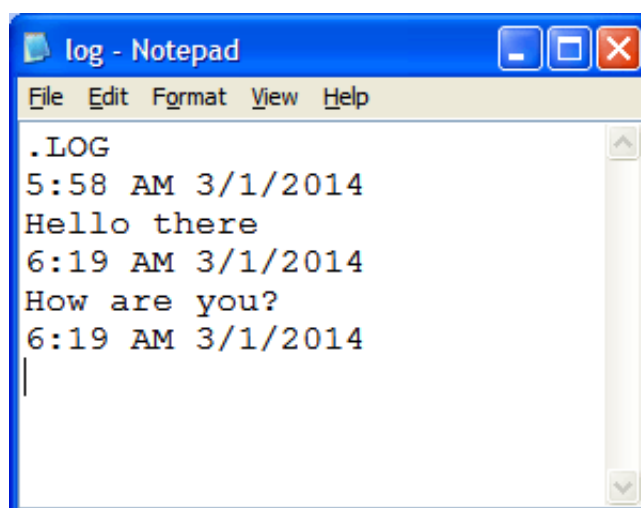 log - Notepad
File Edit Format View Help
.LOG
5:58 AM 3/1/2014
Hello there
6:19 AM 3/1/2014
How are you?
6:19 AM 3/1/2014